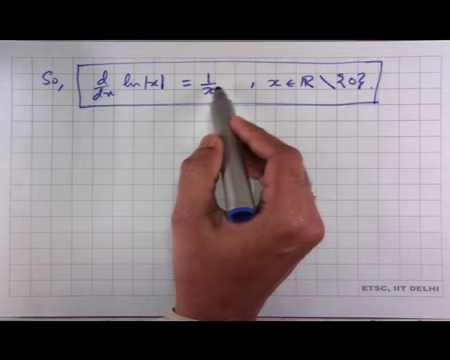 So, d/dx ln|x| = 1/x , x ∈ ℝ \ {0}.
ETSC, IIT DELHI